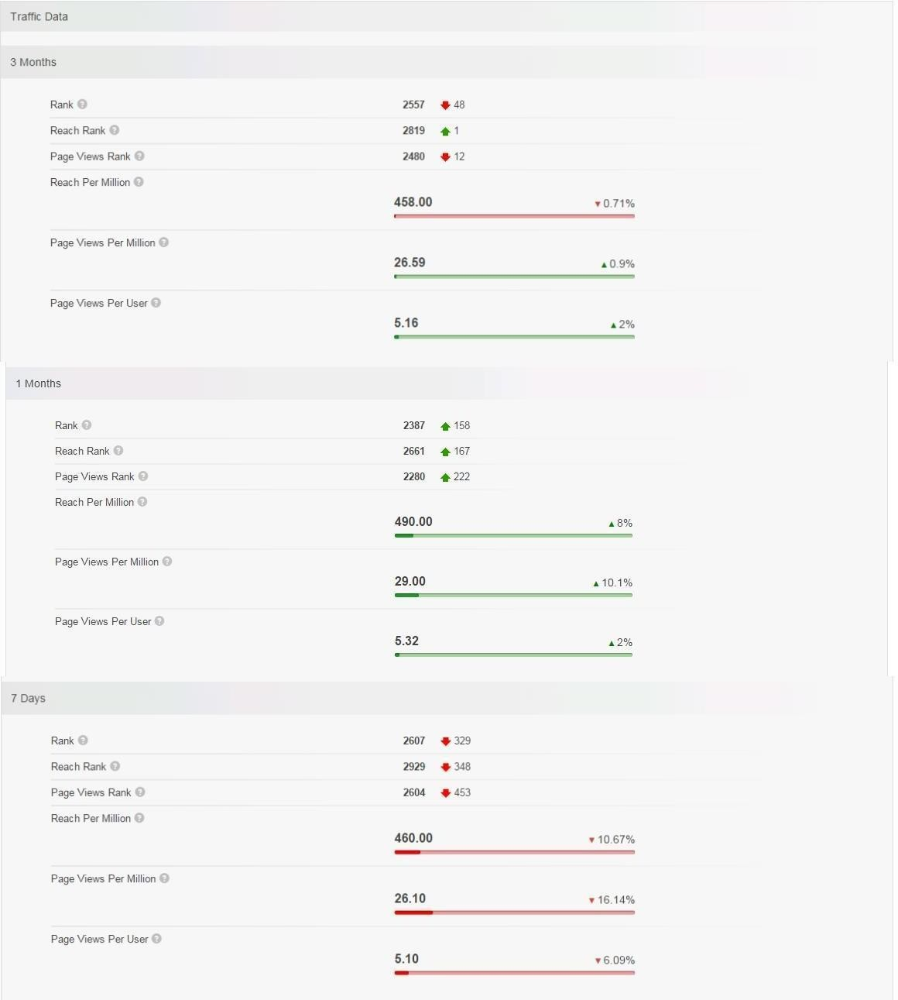 Traffic Data
3 Months
Rank ? 2557 48
Reach Rank ? 2819 1
Page Views Rank ? 2480 12
Reach Per Million ?
458.00 ▼0.71%
Page Views Per Million ?
26.59 ▲0.9%
Page Views Per User ?
5.16 ▲2%
1 Months
Rank ? 2387 158
Reach Rank ? 2661 167
Page Views Rank ? 2280 222
Reach Per Million ?
490.00 ▲8%
Page Views Per Million ?
29.00 ▲10.1%
Page Views Per User ?
5.32 ▲2%
7 Days
Rank ? 2607 329
Reach Rank ? 2929 348
Page Views Rank ? 2604 453
Reach Per Million ?
460.00 ▼10.67%
Page Views Per Million ?
26.10 ▼16.14%
Page Views Per User ?
5.10 ▼6.09%